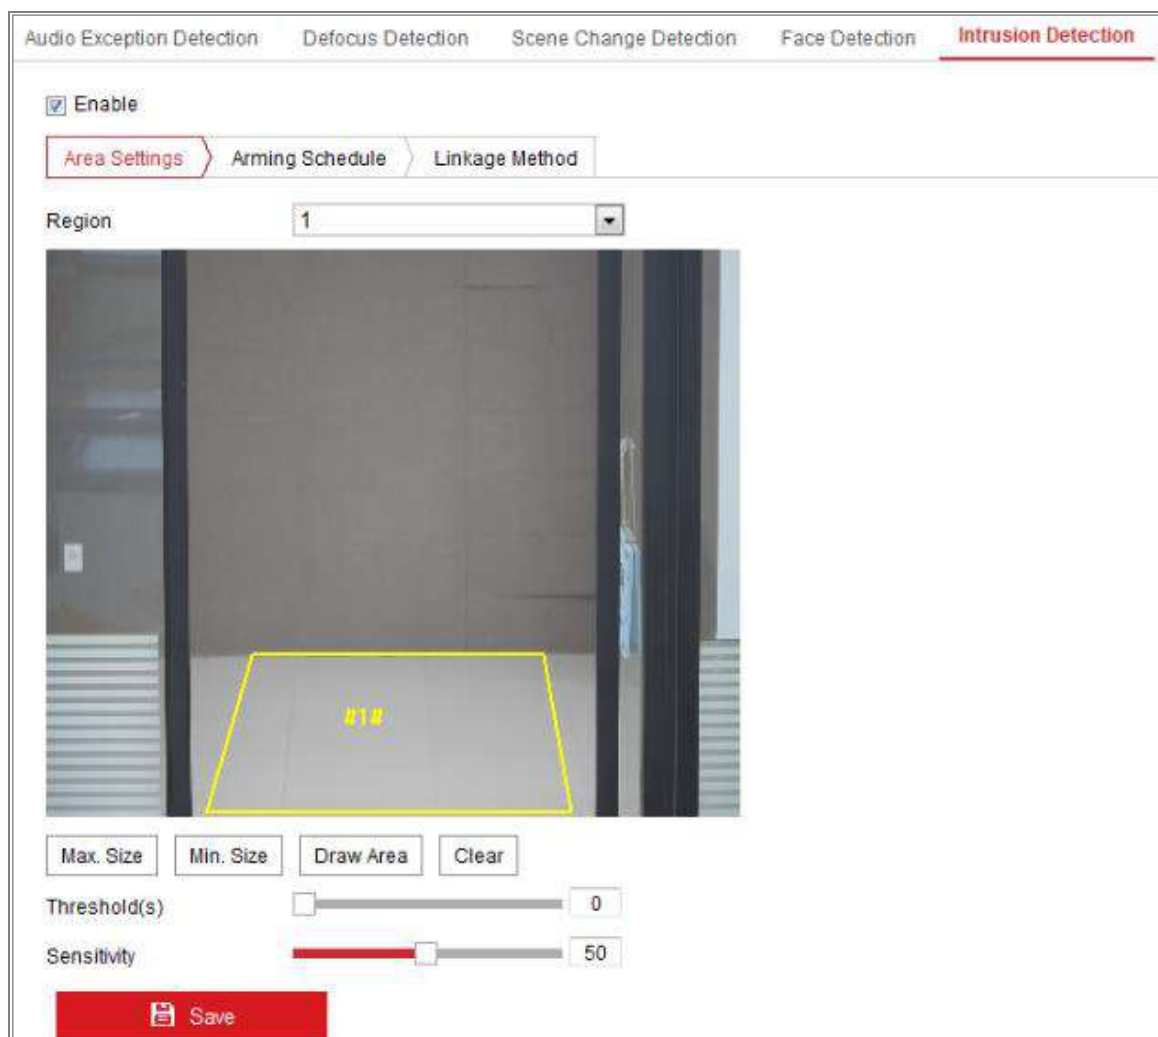 Audio Exception Detection Defocus Detection Scene Change Detection Face Detection Intrusion Detection
Enable
Area Settings Arming Schedule Linkage Method
Region 1
#1#
Max. Size Min. Size Draw Area Clear
Threshold(s) 0
Sensitivity 50
Save